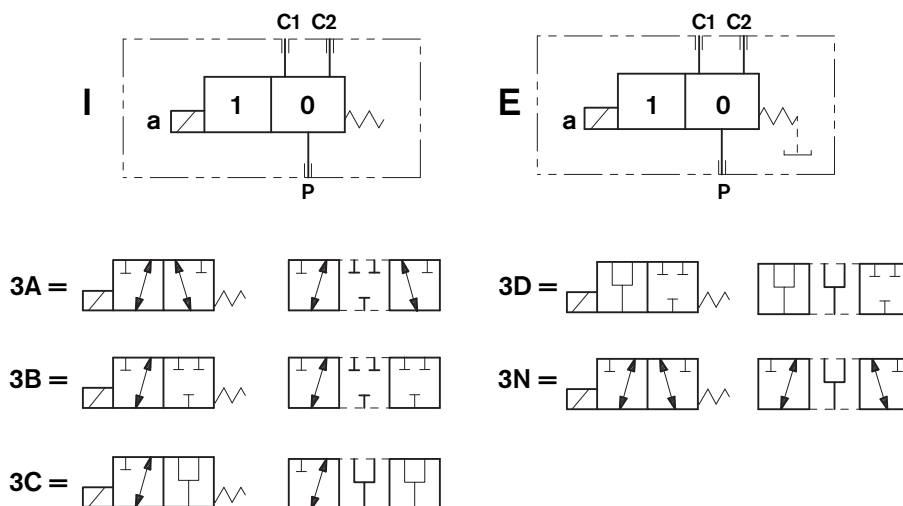 C1 C2
I
a
1 0
P
C1 C2
E
a
1 0
P
3A =
3B =
3C =
3D =
3N =